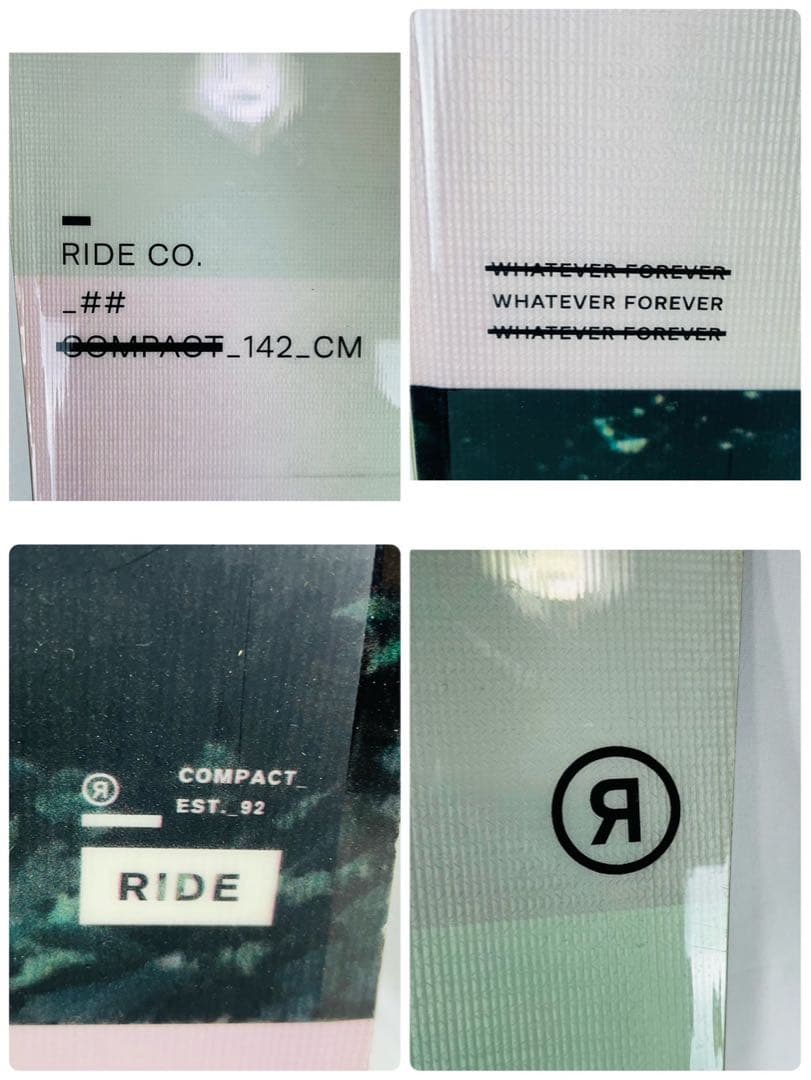 RIDE CO.
_##
COMPACT_142_CM
WHATEVER FOREVER
WHATEVER FOREVER
WHATEVER FOREVER
Я
COMPACT_
EST._92
RIDE
Я